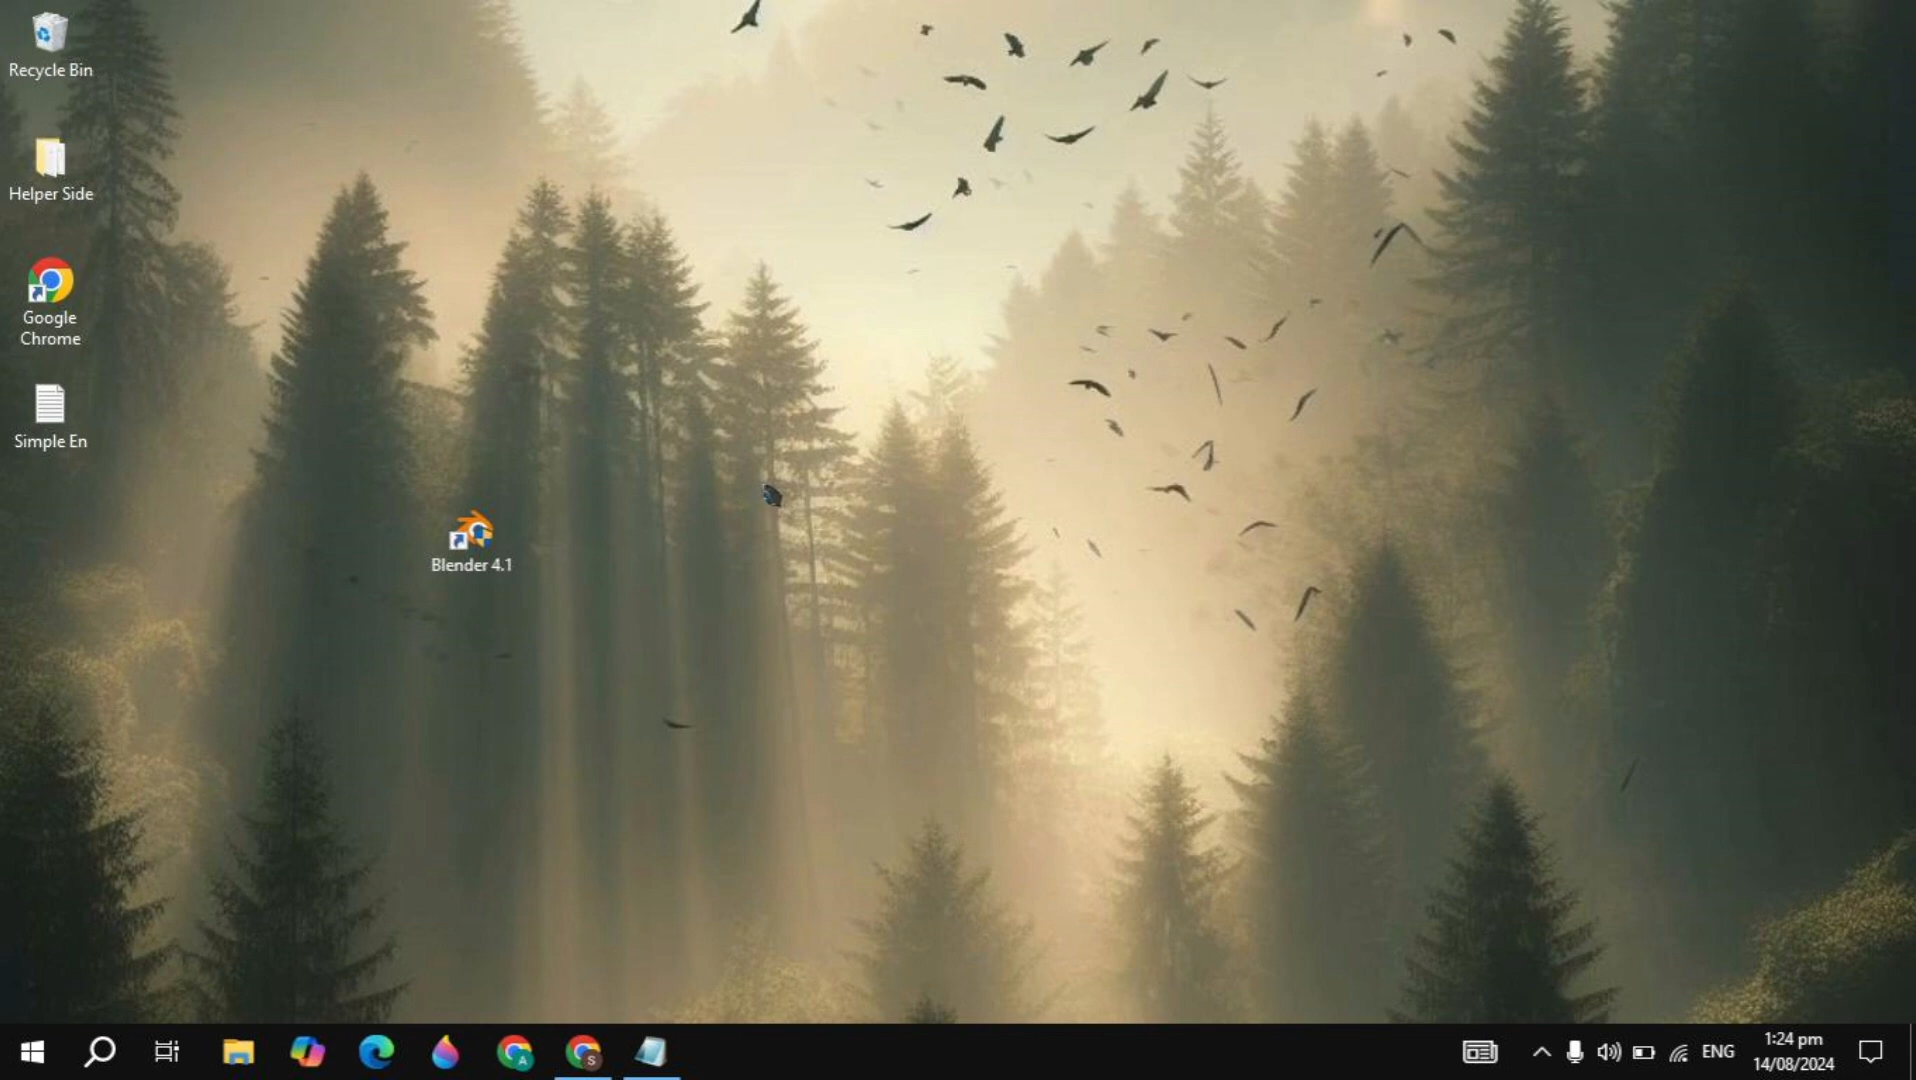 Recycle Bin
Helper Side
Google
Chrome
Simple En
Blender 4.1
A
S
ENG
1:24 pm
14/08/2024